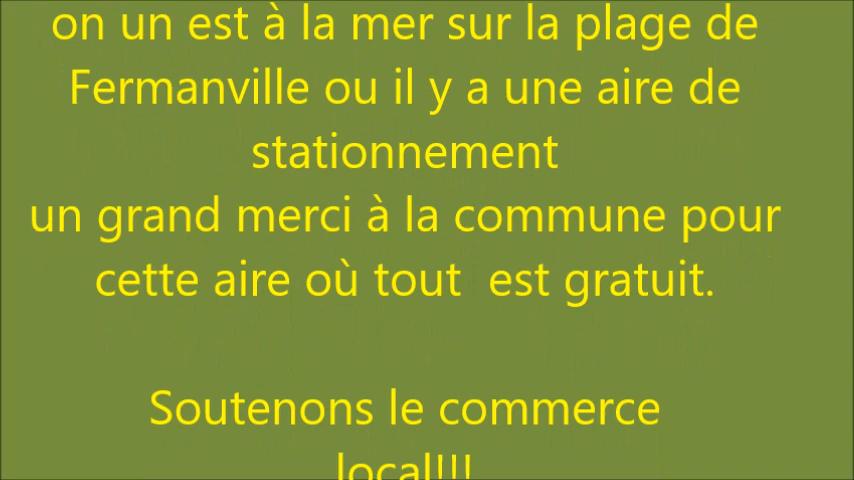 on un est à la mer sur la plage de
Fermanville ou il y a une aire de
stationnement
un grand merci à la commune pour
cette aire où tout  est gratuit.
Soutenons le commerce
local!!!